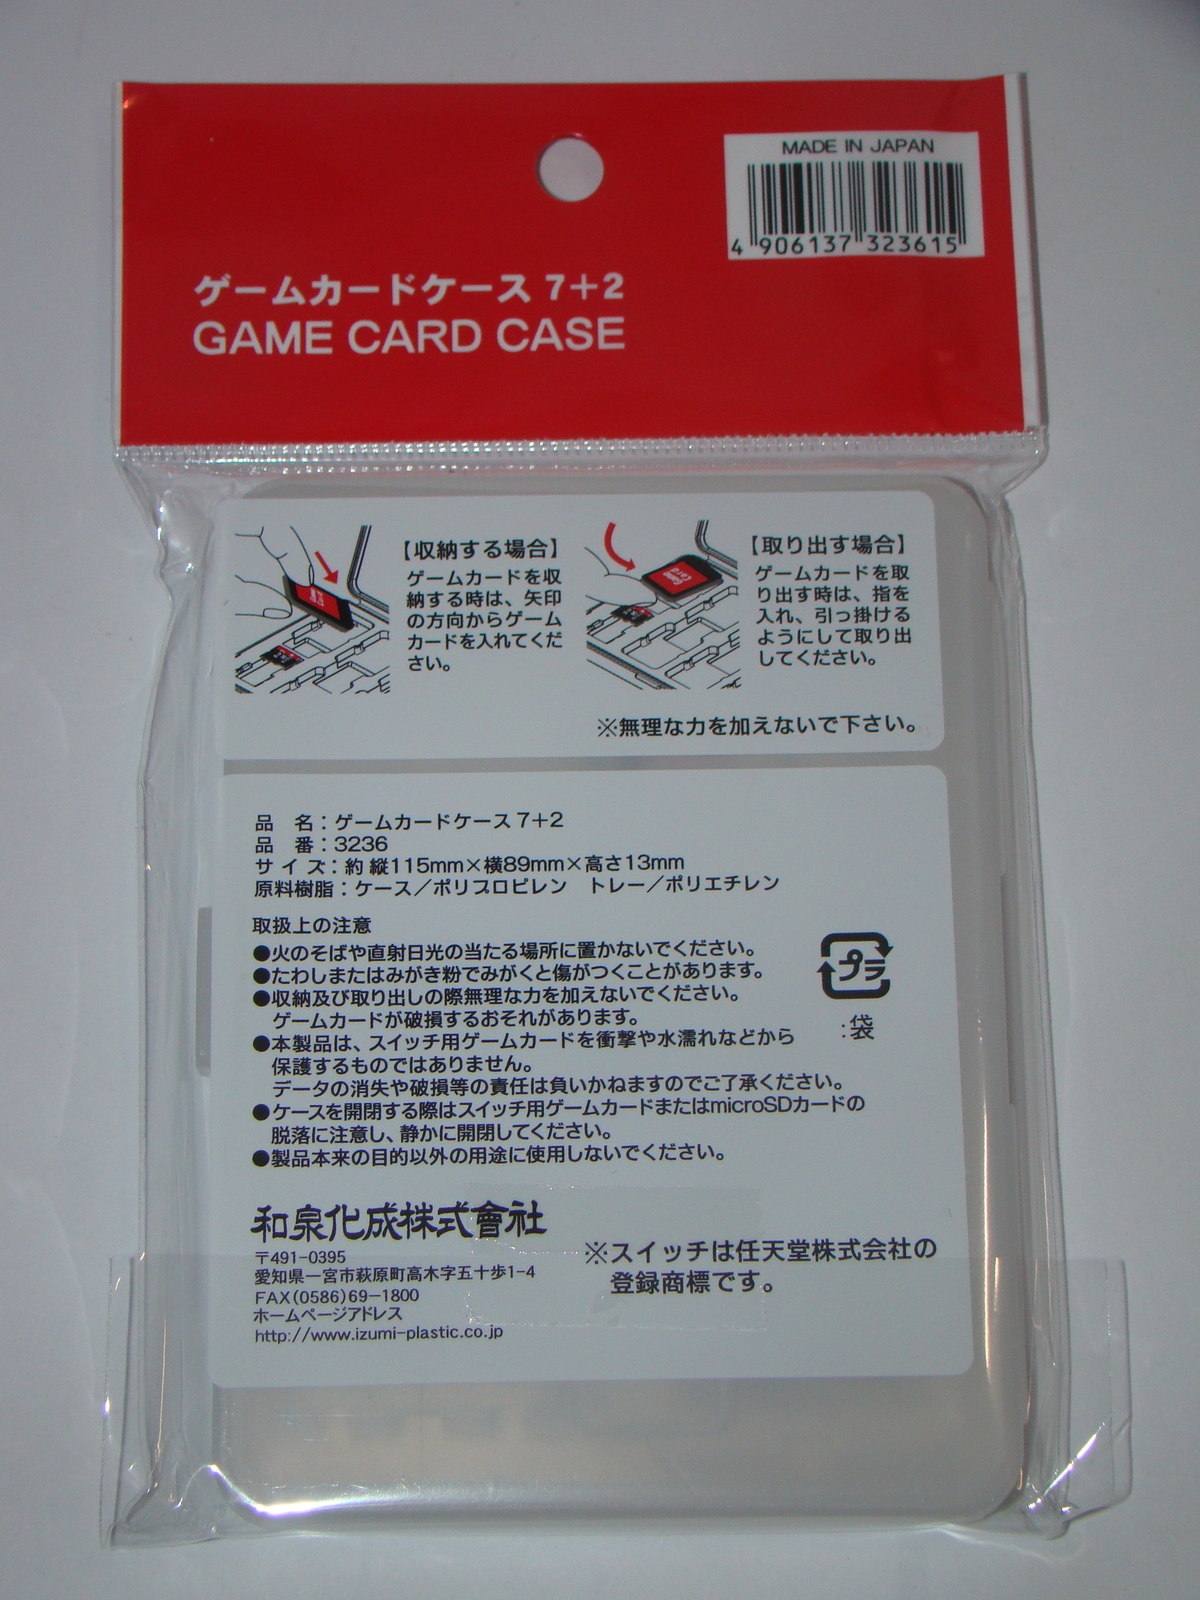 MADE IN JAPAN
4 906137 323615
ゲームカードケース 7+2
GAME CARD CASE
【収納する場合】
ゲームカードを収
納する時は、矢印
の方向からゲーム
カードを入れてくだ
さい。
【取り出す場合】
ゲームカードを取
り出す時は、指を
入れ、引っ掛ける
ようにして取り出
してください。
Game
Card
※無理な力を加えないで下さい。
品 名：ゲームカードケース 7+2
品 番：3236
サ イ ズ：約 縦115mm×横89mm×高さ13mm
原料樹脂：ケース／ポリプロピレン トレー／ポリエチレン
取扱上の注意
●火のそばや直射日光の当たる場所に置かないでください。
●たわしまたはみがき粉でみがくと傷がつくことがあります。
●収納及び取り出しの際無理な力を加えないでください。
ゲームカードが破損するおそれがあります。
●本製品は、スイッチ用ゲームカードを衝撃や水濡れなどから
保護するものではありません。
データの消失や破損等の責任は負いかねますのでご了承ください。
●ケースを開閉する際はスイッチ用ゲームカードまたはmicroSDカードの
脱落に注意し、静かに開閉してください。
●製品本来の目的以外の用途に使用しないでください。
プラ
:袋
和泉化成株式會社
〒491-0395
愛知県一宮市萩原町高木字五十歩1-4
FAX(0586)69-1800
ホームページアドレス
http://www.izumi-plastic.co.jp
※スイッチは任天堂株式会社の
登録商標です。